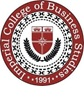 Imperial College of Business Studies
• 1991 •